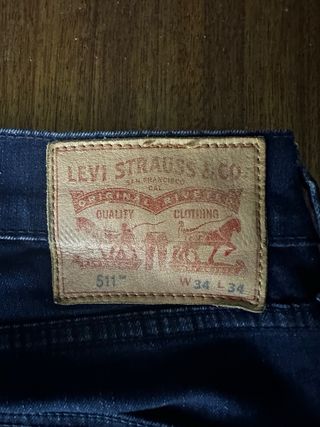 LEVI STRAUSS & CO
SAN FRANCISCO
CAL
ORIGINAL RIVETED
QUALITY CLOTHING
511™ W 34 L 34